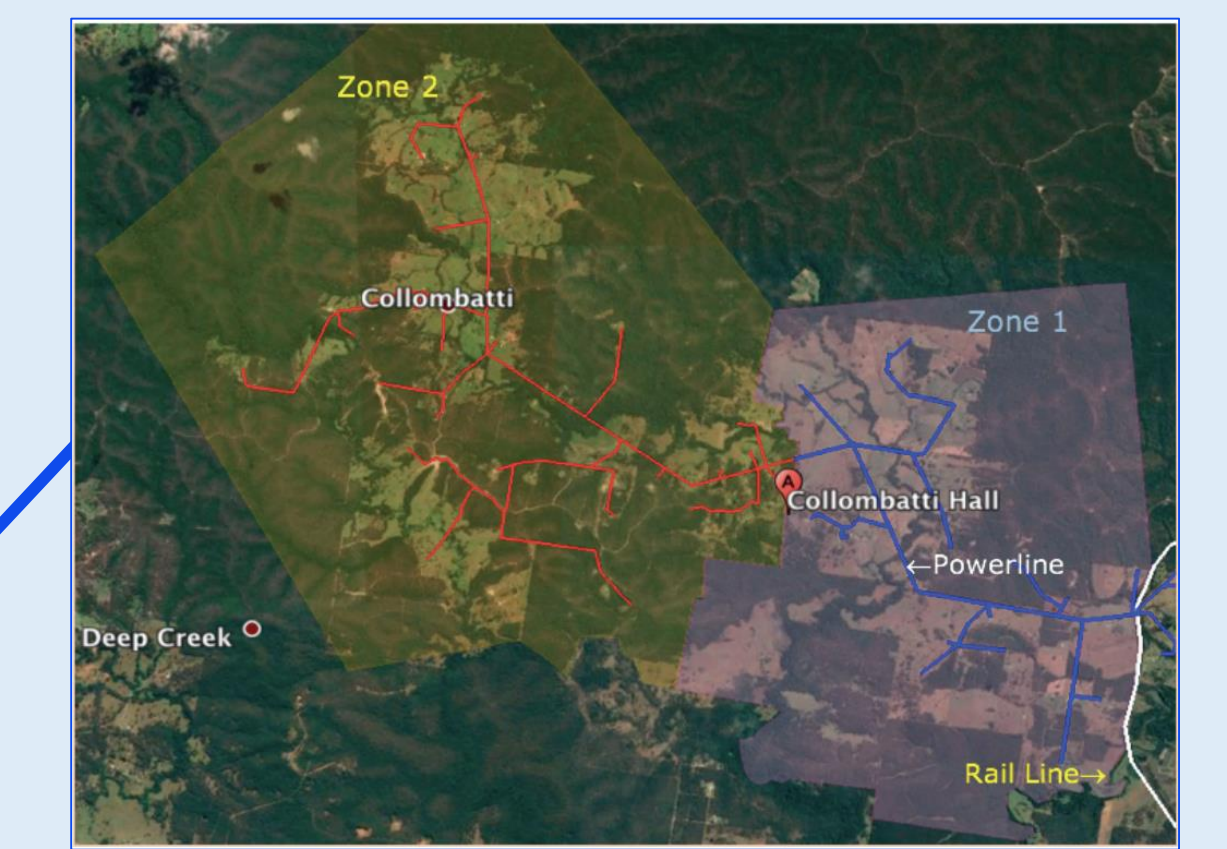 Zone 2
Collombatti
Zone 1
A
Collombatti Hall
←Powerline
Deep Creek
Rail Line→